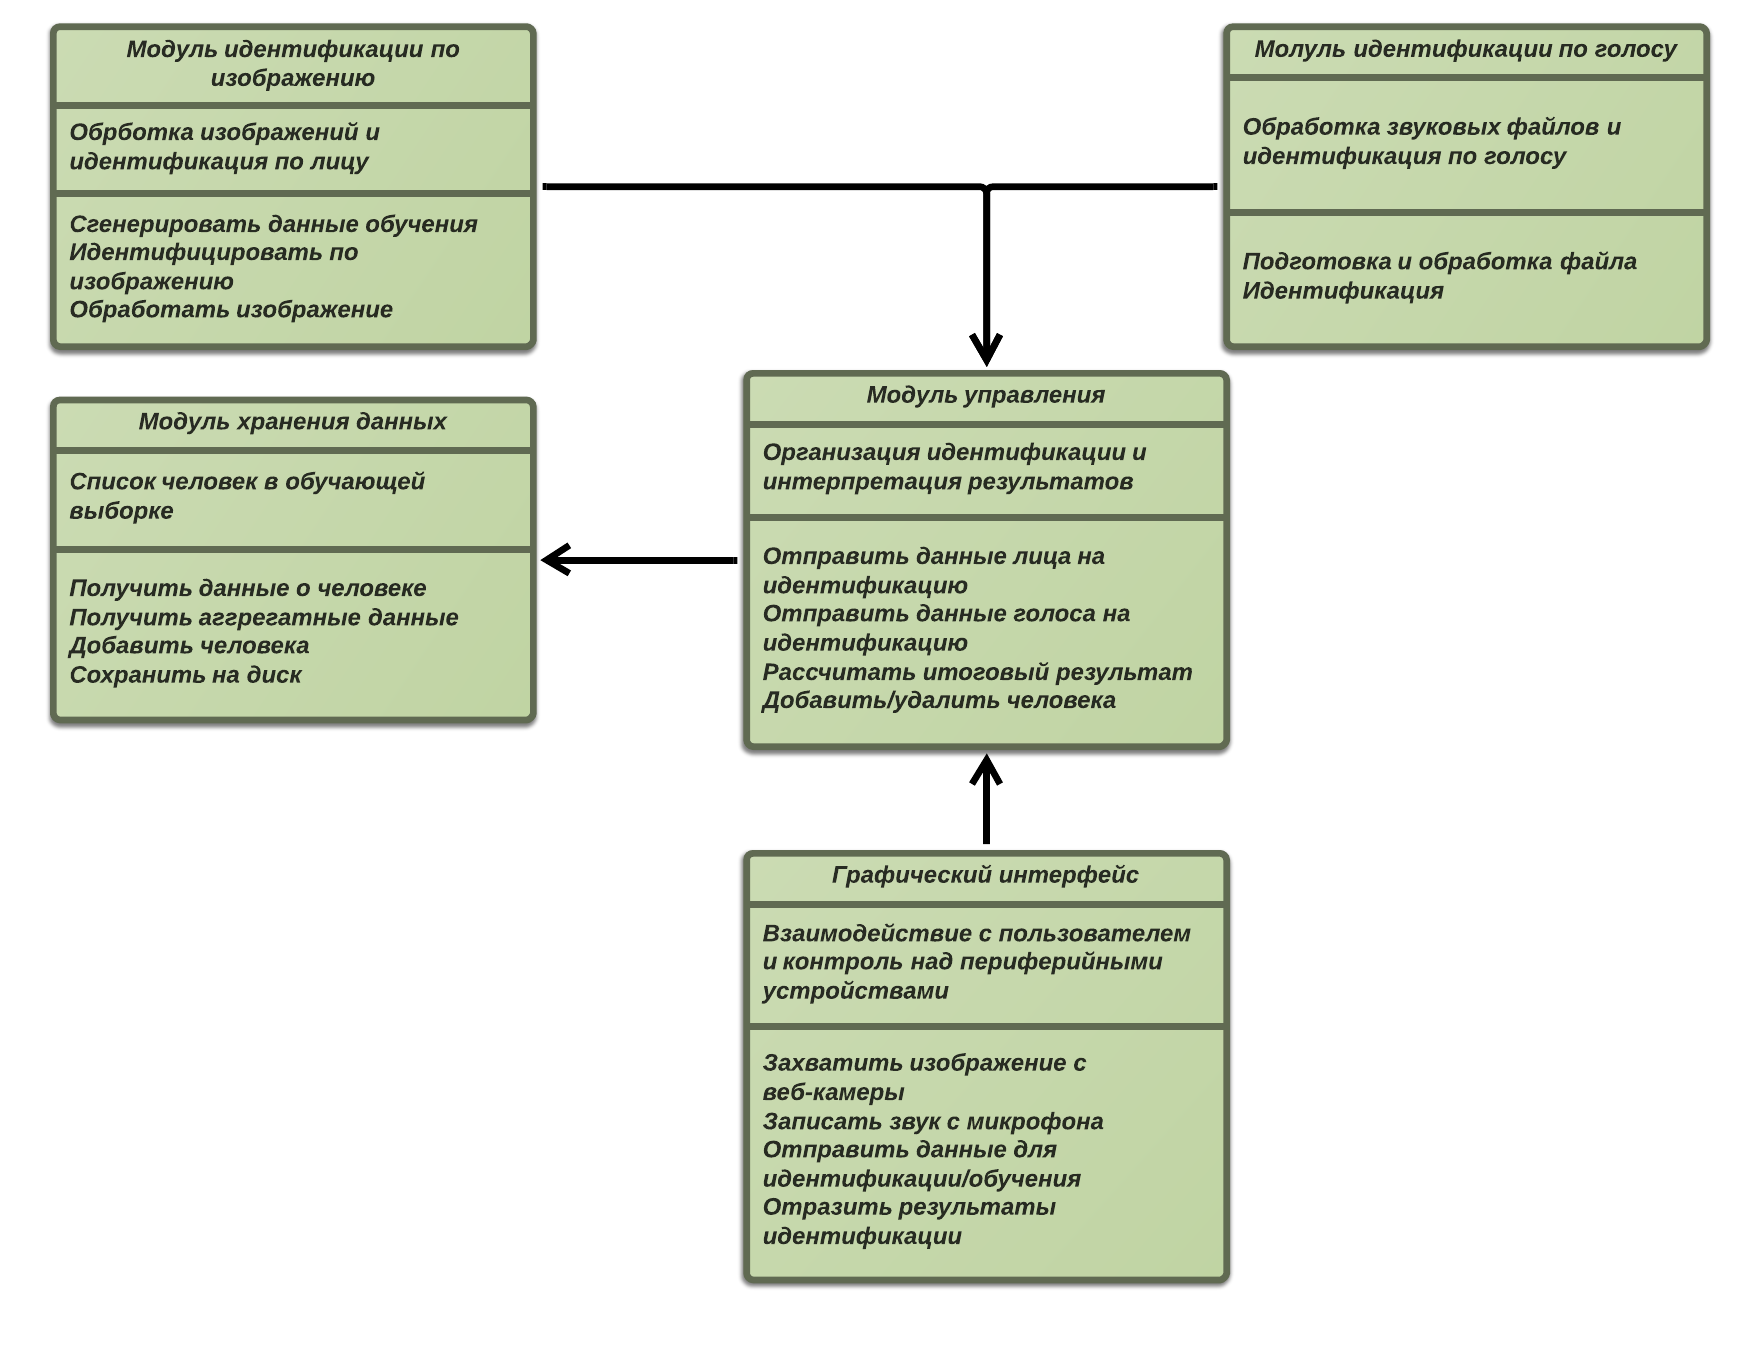 Модуль идентификации по
изображению
Обрботка изображений и
идентификация по лицу
Сгенерировать данные обучения
Идентифицировать по
изображению
Обработать изображение
Молуль идентификации по голосу
Обработка звуковых файлов и
идентификация по голосу
Подготовка и обработка файла
Идентификация
Модуль хранения данных
Список человек в обучающей
выборке
Получить данные о человеке
Получить аггрегатные данные
Добавить человека
Сохранить на диск
Модуль управления
Организация идентификации и
интерпретация результатов
Отправить данные лица на
идентификацию
Отправить данные голоса на
идентификацию
Рассчитать итоговый результат
Добавить/удалить человека
Графический интерфейс
Взаимодействие с пользователем
и контроль над периферийными
устройствами
Захватить изображение с
веб-камеры
Записать звук с микрофона
Отправить данные для
идентификации/обучения
Отразить результаты
идентификации